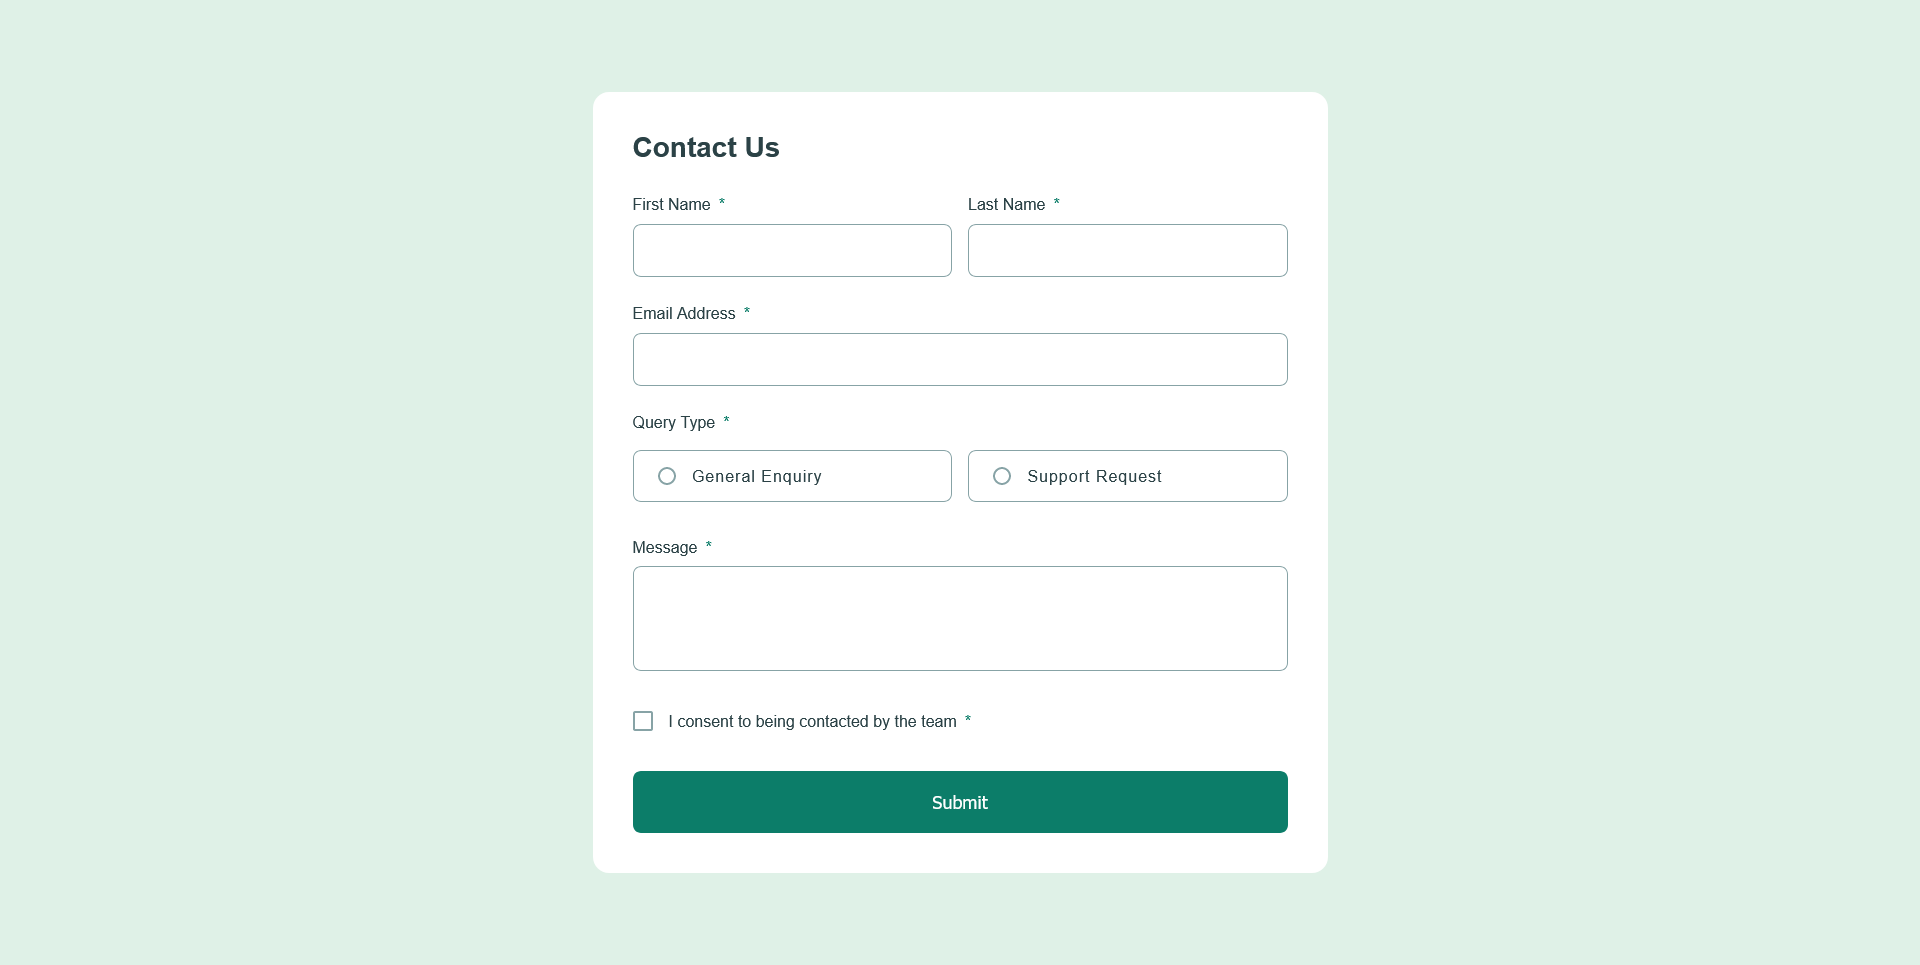 Contact Us
First Name *
Last Name *
Email Address *
Query Type *
General Enquiry
Support Request
Message *
I consent to being contacted by the team *
Submit